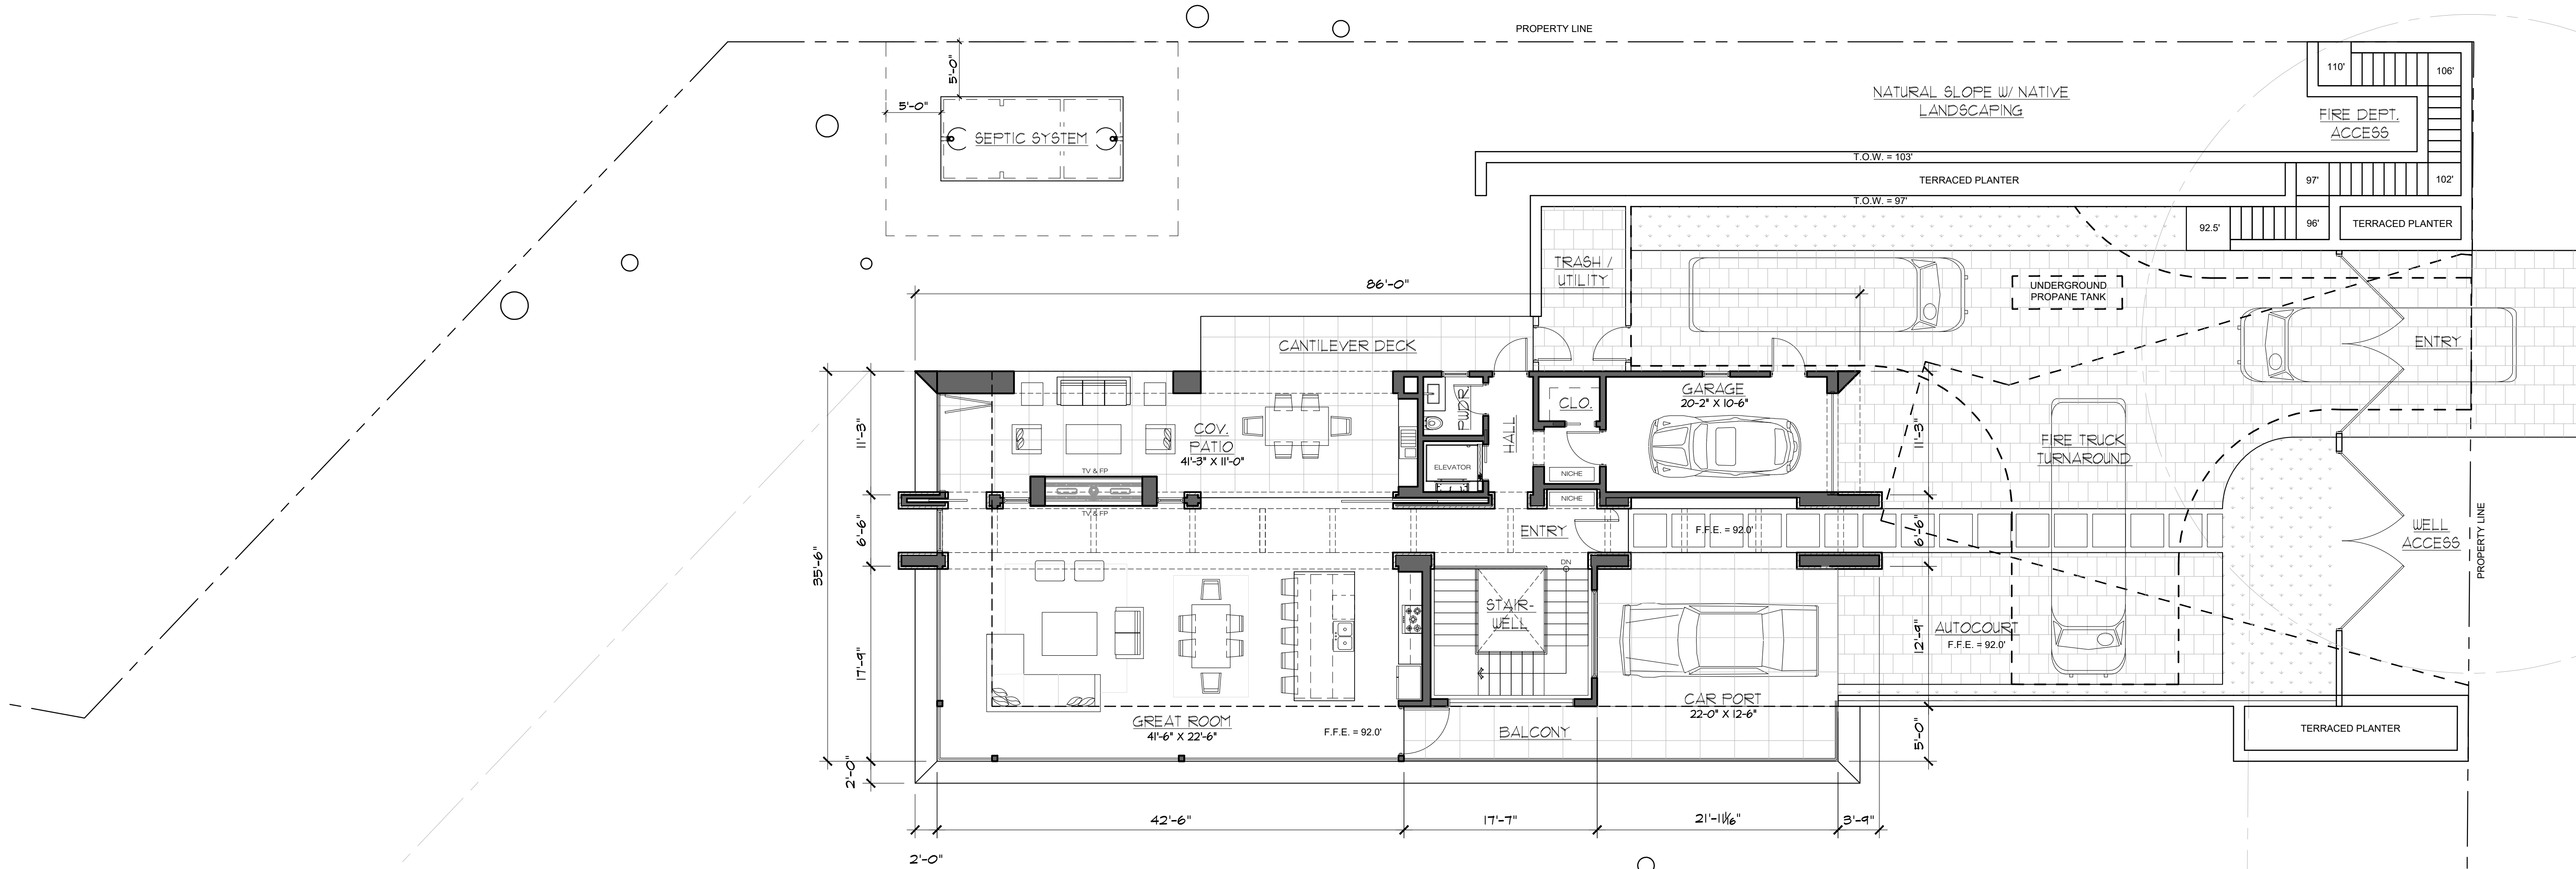 PROPERTY LINE
5'-0"
5'-0"
SEPTIC SYSTEM
NATURAL SLOPE W/ NATIVE
LANDSCAPING
110'
106'
FIRE DEPT.
ACCESS
T.O.W. = 103'
TERRACED PLANTER
97'
102'
T.O.W. = 97'
92.5'
96'
TERRACED PLANTER
TRASH /
UTILITY
86'-0"
UNDERGROUND
PROPANE TANK
CANTILEVER DECK
ENTRY
GARAGE
20'-2" X 10'-6"
CLO.
PWDR
HALL
11'-3"
COV.
PATIO
41'-3" X 11'-0"
11'-3"
FIRE TRUCK
TURNAROUND
TV & FP
ELEVATOR
NICHE
NICHE
TV & FP
6'-6"
ENTRY
F.F.E. = 92.0'
6'-6"
WELL
ACCESS
PROPERTY LINE
35'-6"
DN
STAIR-
WELL
AUTOCOURT
F.F.E. = 92.0'
12'-9"
17'-9"
CAR PORT
22'-0" X 12'-6"
GREAT ROOM
41'-6" X 22'-6"
F.F.E. = 92.0'
BALCONY
5'-0"
TERRACED PLANTER
2'-0"
42'-6"
17'-7"
3'-9"
2'-0"